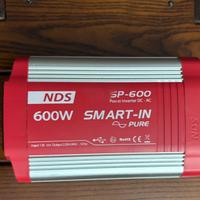 NDS
SP-600
Power Inverter DC - AC
600W
SMART-IN
PURE